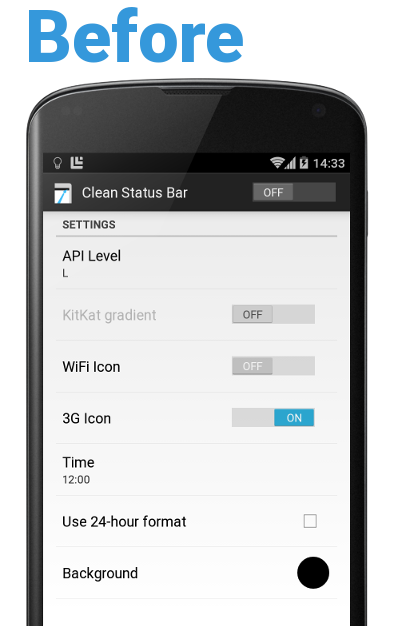 Before
14:33
Clean Status Bar OFF
SETTINGS
API Level
L
KitKat gradient OFF
WiFi Icon OFF
3G Icon ON
Time
12:00
Use 24-hour format
Background